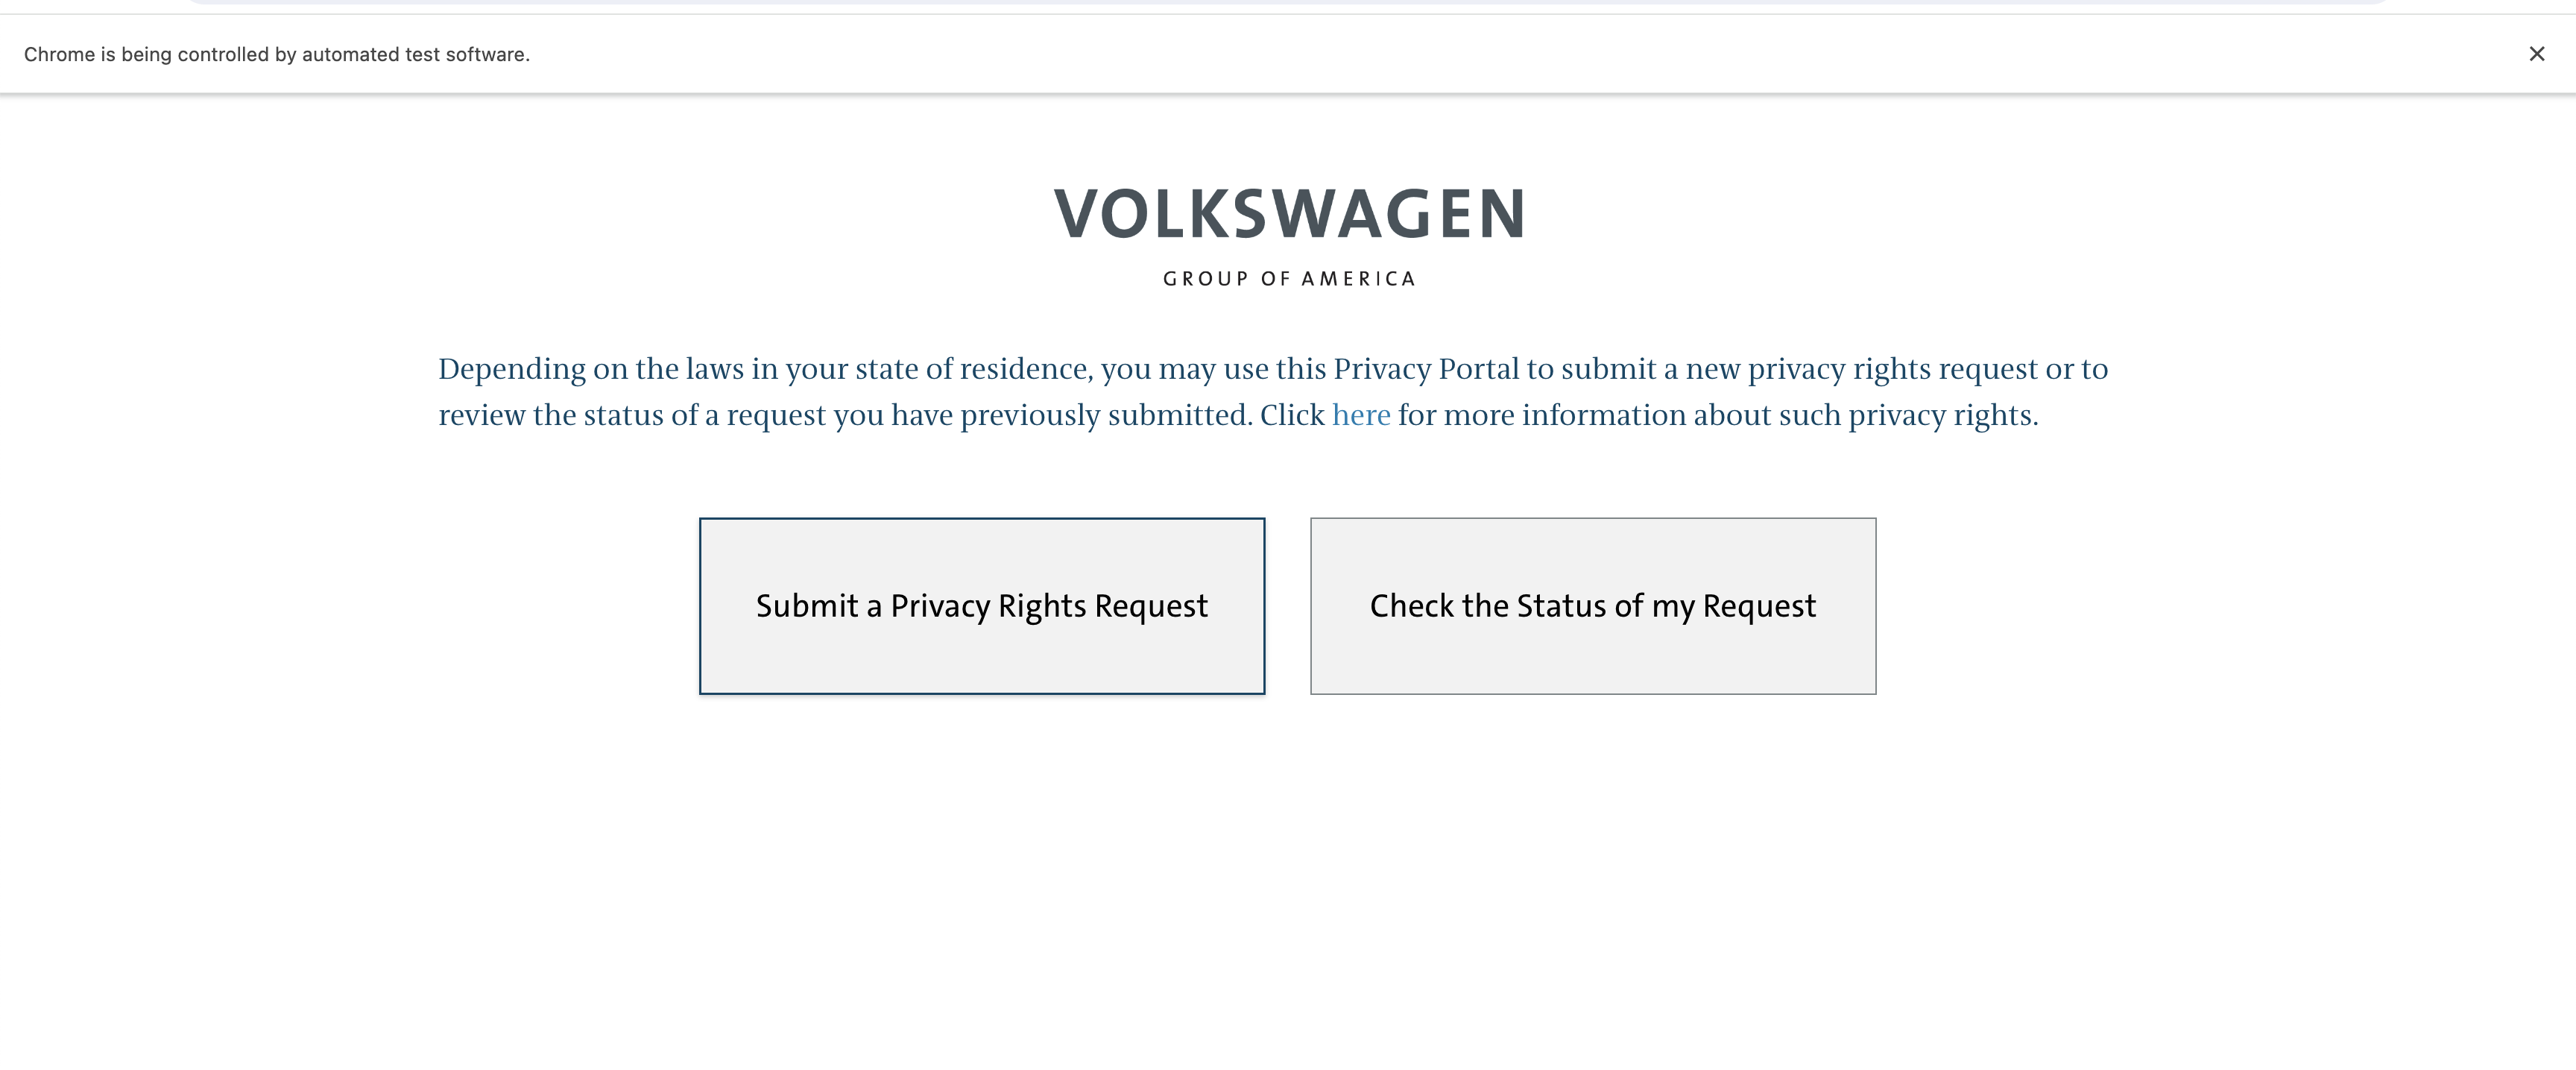 Chrome is being controlled by automated test software.
VOLKSWAGEN
GROUP OF AMERICA
Depending on the laws in your state of residence, you may use this Privacy Portal to submit a new privacy rights request or to
review the status of a request you have previously submitted. Click here for more information about such privacy rights.
Submit a Privacy Rights Request
Check the Status of my Request